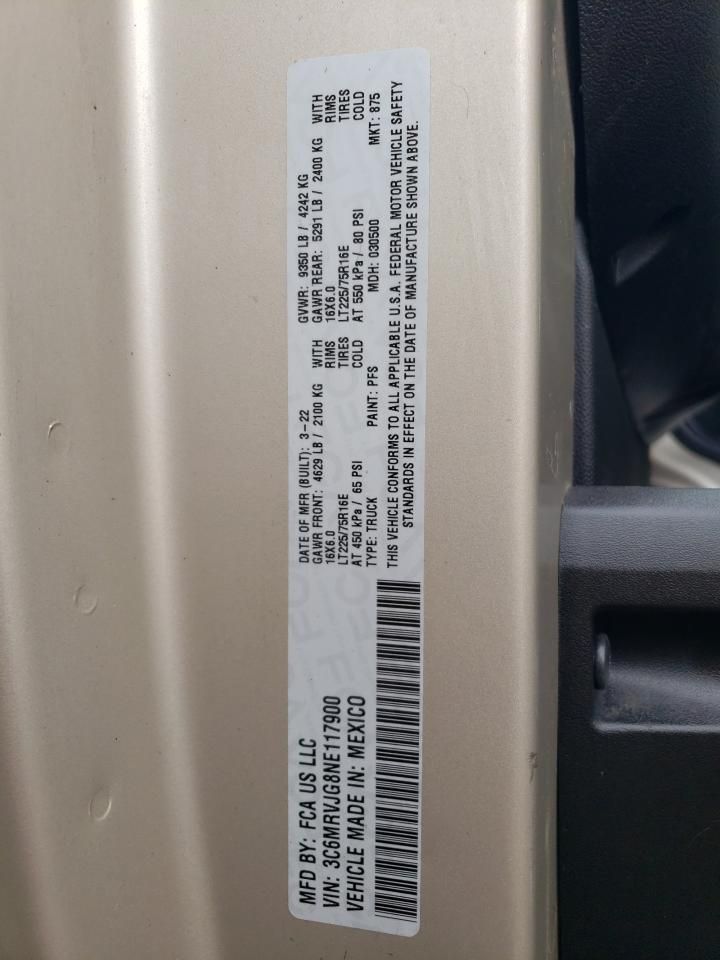 MFD BY: FCA US LLC
VIN: 3C6MRVJG8NE117900
VEHICLE MADE IN: MEXICO
DATE OF MFR (BUILT): 3-22
GAWR FRONT: 4629 LB / 2100 KG WITH
16X6.0 RIMS
LT225/75R16E TIRES
AT 450 kPa / 65 PSI COLD
TYPE: TRUCK PAINT: PFS
GVWR: 9350 LB / 4242 KG
GAWR REAR: 5291 LB / 2400 KG WITH
16X6.0 RIMS
LT225/75R16E TIRES
AT 550 kPa / 80 PSI COLD
MDH: 030500 MKT: 875
THIS VEHICLE CONFORMS TO ALL APPLICABLE U.S.A. FEDERAL MOTOR VEHICLE SAFETY
STANDARDS IN EFFECT ON THE DATE OF MANUFACTURE SHOWN ABOVE.